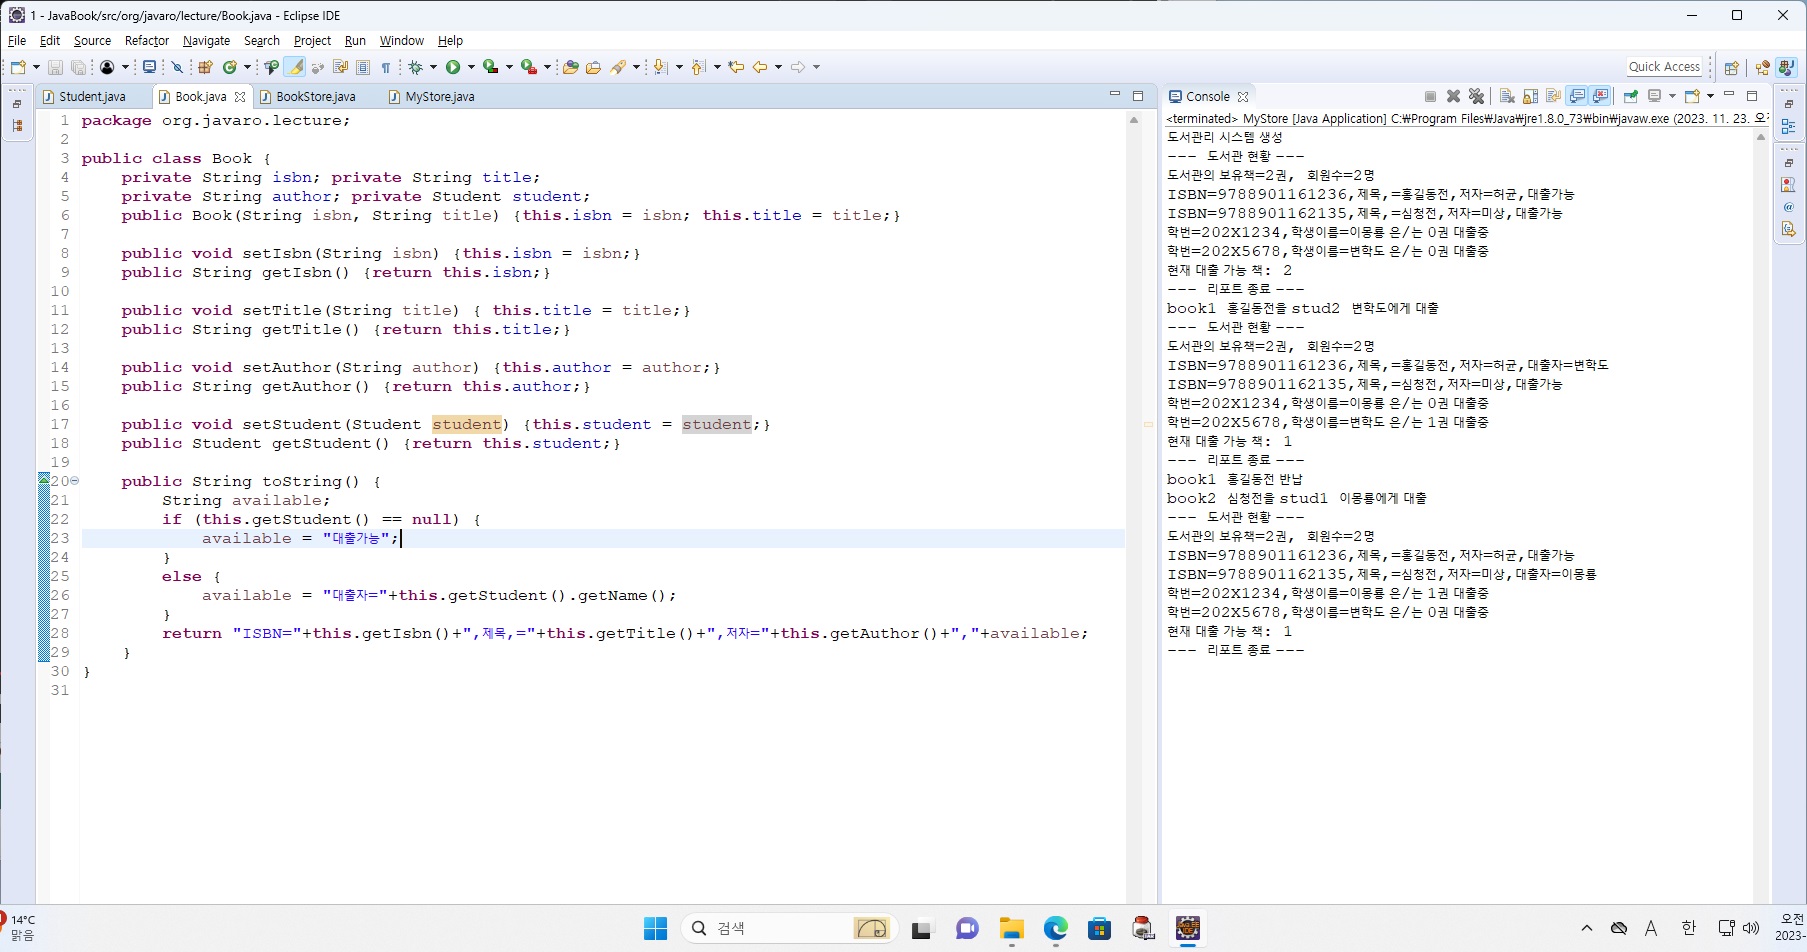 1 - JavaBook/src/org/javaro/lecture/Book.java - Eclipse IDE
File Edit Source Refactor Navigate Search Project Run Window Help
Quick Access
Student.java Book.java BookStore.java MyStore.java
1 package org.javaro.lecture;
2
3 public class Book {
4 private String isbn; private String title;
5 private String author; private Student student;
6 public Book(String isbn, String title) {this.isbn = isbn; this.title = title;}
7
8 public void setIsbn(String isbn) {this.isbn = isbn;}
9 public String getIsbn() {return this.isbn;}
10
11 public void setTitle(String title) { this.title = title;}
12 public String getTitle() {return this.title;}
13
14 public void setAuthor(String author) {this.author = author;}
15 public String getAuthor() {return this.author;}
16
17 public void setStudent(Student student) {this.student = student;}
18 public Student getStudent() {return this.student;}
19
20 public String toString() {
21 String available;
22 if (this.getStudent() == null) {
23 available = "대출가능";
24 }
25 else {
26 available = "대출자="+this.getStudent().getName();
27 }
28 return "ISBN="+this.getIsbn()+",제목,="+this.getTitle()+",저자="+this.getAuthor()+","+available;
29 }
30 }
31
Console
<terminated> MyStore [Java Application] C:₩Program Files₩Java₩jre1.8.0_73₩bin₩javaw.exe (2023. 11. 23. 오
도서관리 시스템 생성
--- 도서관 현황 ---
도서관의 보유책=2권, 회원수=2명
ISBN=9788901161236,제목,=홍길동전,저자=허균,대출가능
ISBN=9788901162135,제목,=심청전,저자=미상,대출가능
학번=202X1234,학생이름=이몽룡 은/는 0권 대출중
학번=202X5678,학생이름=변학도 은/는 0권 대출중
현재 대출 가능 책: 2
--- 리포트 종료 ---
book1 홍길동전을 stud2 변학도에게 대출
--- 도서관 현황 ---
도서관의 보유책=2권, 회원수=2명
ISBN=9788901161236,제목,=홍길동전,저자=허균,대출자=변학도
ISBN=9788901162135,제목,=심청전,저자=미상,대출가능
학번=202X1234,학생이름=이몽룡 은/는 0권 대출중
학번=202X5678,학생이름=변학도 은/는 1권 대출중
현재 대출 가능 책: 1
--- 리포트 종료 ---
book1 홍길동전 반납
book2 심청전을 stud1 이몽룡에게 대출
--- 도서관 현황 ---
도서관의 보유책=2권, 회원수=2명
ISBN=9788901161236,제목,=홍길동전,저자=허균,대출가능
ISBN=9788901162135,제목,=심청전,저자=미상,대출자=이몽룡
학번=202X1234,학생이름=이몽룡 은/는 1권 대출중
학번=202X5678,학생이름=변학도 은/는 0권 대출중
현재 대출 가능 책: 1
--- 리포트 종료 ---
14°C
맑음
검색
A 한
오전
2023-